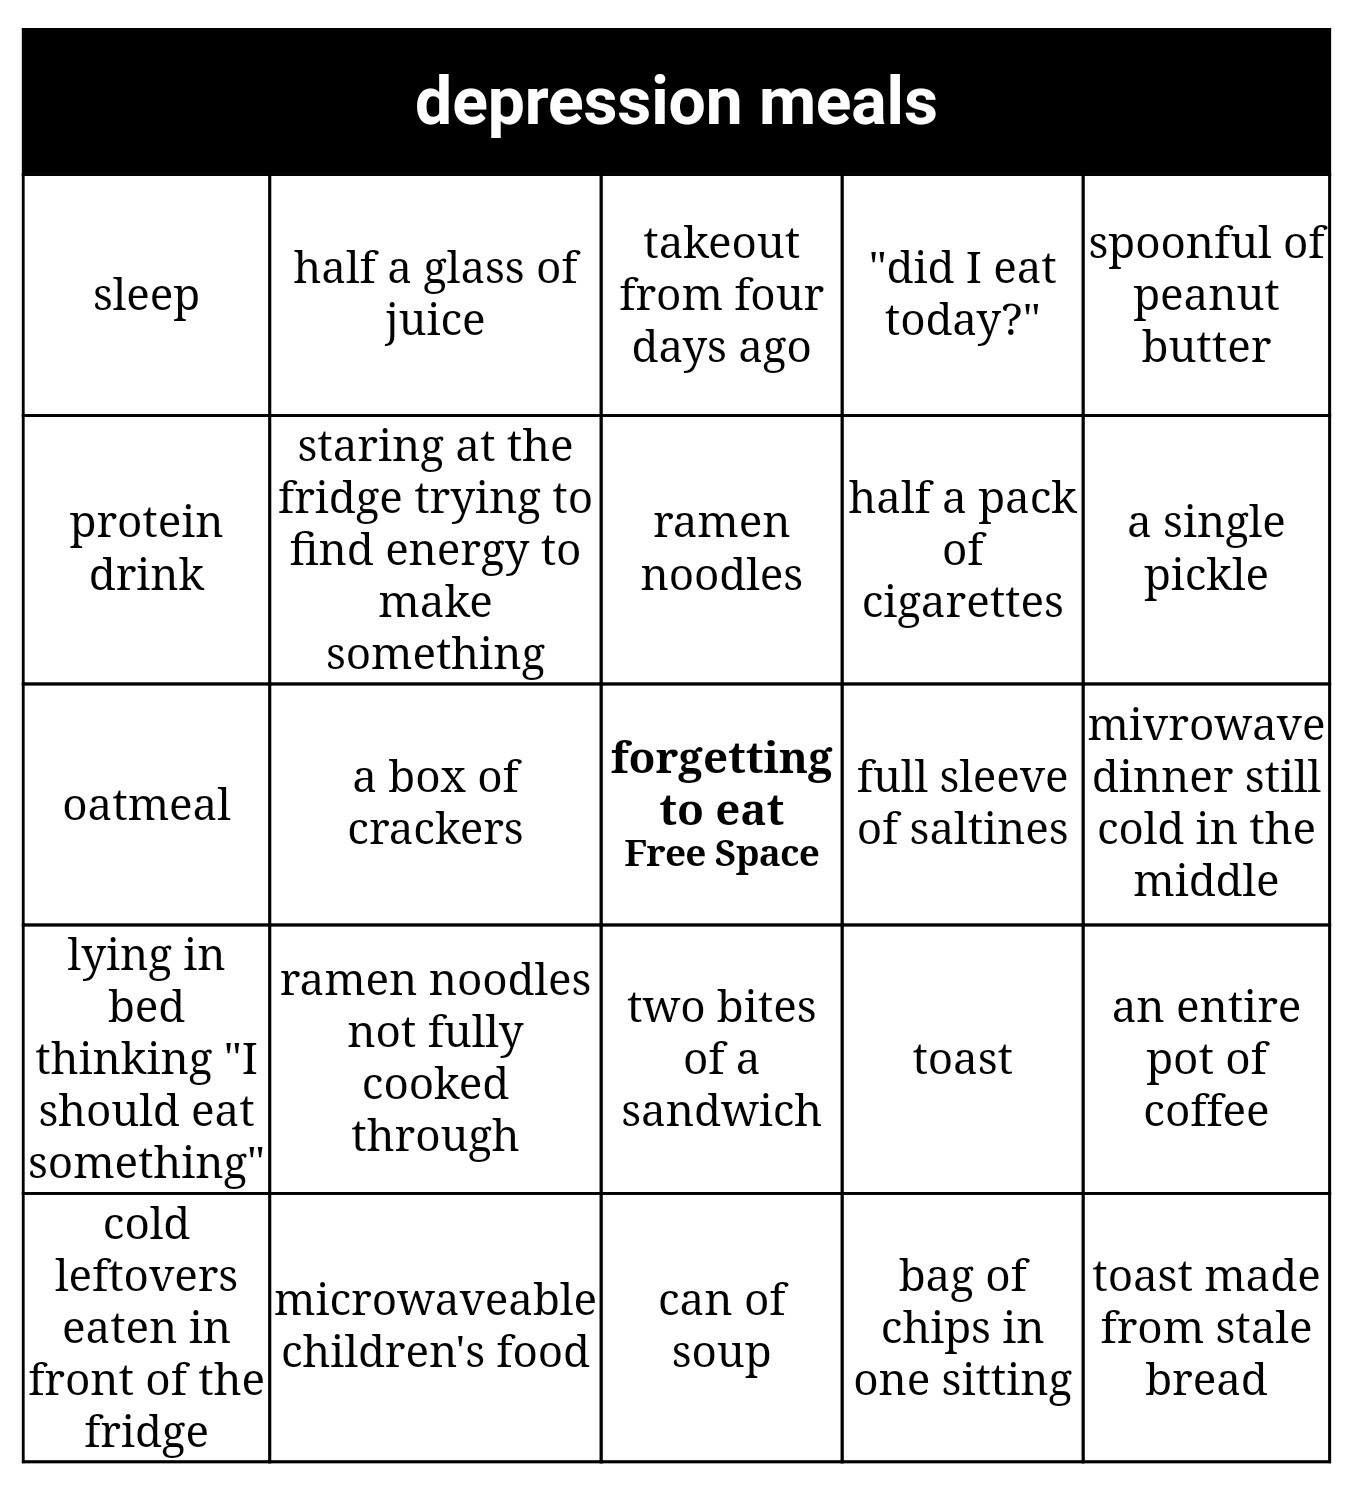 depression meals
sleep
half a glass of
juice
takeout
from four
days ago
"did I eat
today?"
spoonful of
peanut
butter
protein
drink
staring at the
fridge trying to
find energy to
make
something
ramen
noodles
half a pack
of
cigarettes
a single
pickle
oatmeal
a box of
crackers
forgetting
to eat
Free Space
full sleeve
of saltines
mivrowave
dinner still
cold in the
middle
lying in
bed
thinking "I
should eat
something"
ramen noodles
not fully
cooked
through
two bites
of a
sandwich
toast
an entire
pot of
coffee
cold
leftovers
eaten in
front of the
fridge
microwaveable
children's food
can of
soup
bag of
chips in
one sitting
toast made
from stale
bread